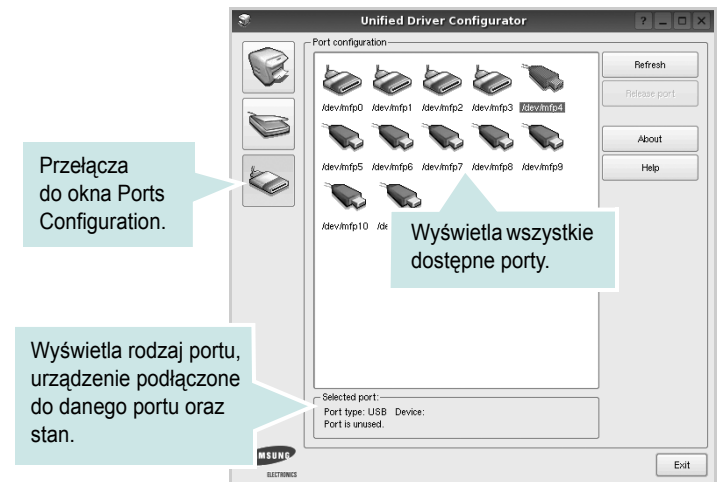 Unified Driver Configurator
Port configuration
/dev/mfp0 /dev/mfp1 /dev/mfp2 /dev/mfp3 /dev/mfp4
/dev/mfp5 /dev/mfp6 /dev/mfp7 /dev/mfp8 /dev/mfp9
/dev/mfp10
Refresh
Release port
About
Help
Przełącza
do okna Ports
Configuration.
Wyświetla wszystkie
dostępne porty.
Wyświetla rodzaj portu,
urządzenie podłączone
do danego portu oraz
stan.
Selected port:
Port type: USB Device:
Port is unused.
ELECTRONICS
Exit